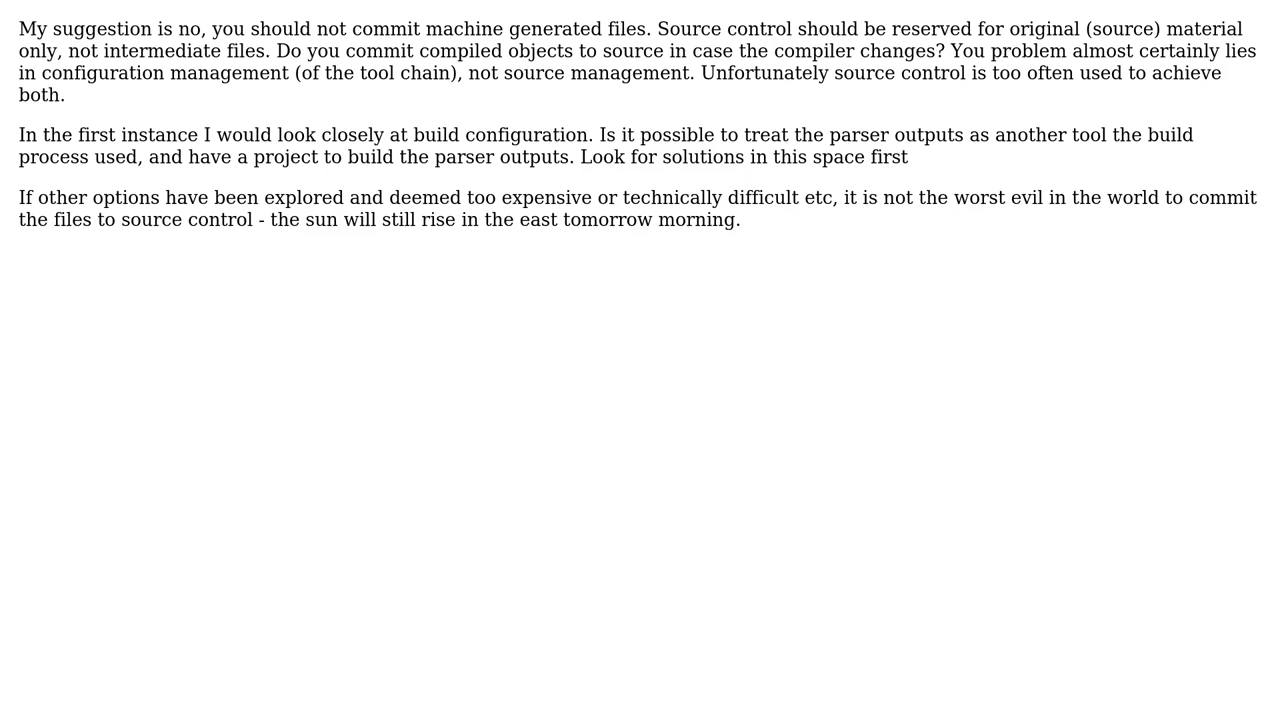 My suggestion is no, you should not commit machine generated files. Source control should be reserved for original (source) material
only, not intermediate files. Do you commit compiled objects to source in case the compiler changes? You problem almost certainly lies
in configuration management (of the tool chain), not source management. Unfortunately source control is too often used to achieve
both.
In the first instance I would look closely at build configuration. Is it possible to treat the parser outputs as another tool the build
process used, and have a project to build the parser outputs. Look for solutions in this space first
If other options have been explored and deemed too expensive or technically difficult etc, it is not the worst evil in the world to commit
the files to source control - the sun will still rise in the east tomorrow morning.